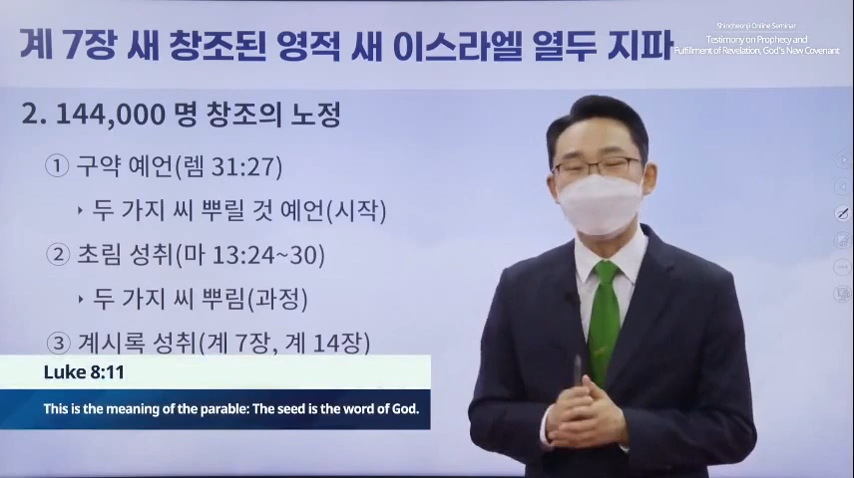 계 7장 새 창조된 영적 새 이스라엘 열두 지파
Shincheonji Online Seminar
Testimony on Prophecy and
Fulfillment of Revelation, God's New Covenant
2. 144,000 명 창조의 노정
① 구약 예언(렘 31:27)
‣ 두 가지 씨 뿌릴 것 예언(시작)
② 초림 성취(마 13:24~30)
‣ 두 가지 씨 뿌림(과정)
③ 계시록 성취(계 7장, 계 14장)
Luke 8:11
This is the meaning of the parable: The seed is the word of God.